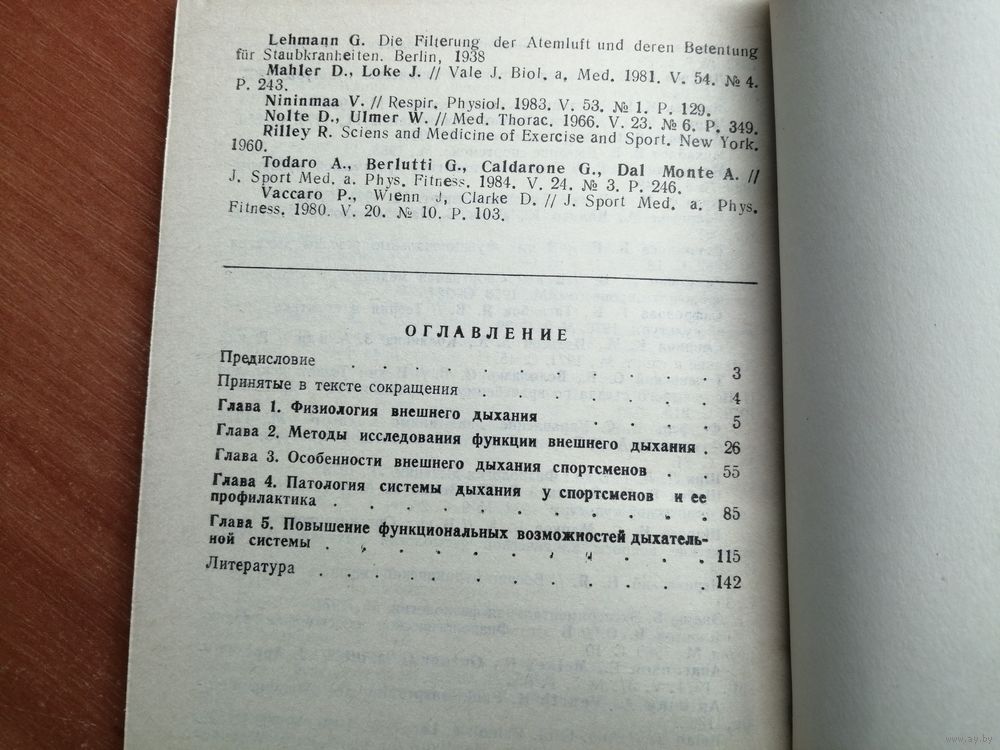 Lehmann G. Die Filterung der Atemluft und deren Betentung
für Staubkranheiten. Berlin, 1938
Mahler D., Loke J. // Vale J. Biol. a. Med. 1981. V. 54. № 4.
P. 243.
Nininmaa V. // Respir. Physiol. 1983. V. 53. № 1. P. 129.
Nolte D., Ulmer W. // Med. Thorac. 1966. V. 23. № 6. P. 349.
Rilley R. Sciens and Medicine of Exercise and Sport. New York.
1960.
Todaro A., Berlutti G., Caldarone G., Dal Monte A. //
J. Sport Med. a. Phys. Fitness. 1984. V. 24. № 3. P. 246.
Vaccaro P., Wienn J, Clarke D. // J. Sport Med. a. Phys.
Fitness. 1980. V. 20. № 10. P. 103.
ОГЛАВЛЕНИЕ
Предисловие . . . . . . . . 3
Принятые в тексте сокращения . . . . . . 4
Глава 1. Физиология внешнего дыхания . . . . 5
Глава 2. Методы исследования функции внешнего дыхания . 26
Глава 3. Особенности внешнего дыхания спортсменов . . 55
Глава 4. Патология системы дыхания у спортсменов и ее
профилактика . . . . . . . . . . 85
Глава 5. Повышение функциональных возможностей дыхатель-
ной системы . . . . . . . . . . 115
Литература . . . . . . . . . . 142
www.ay.by